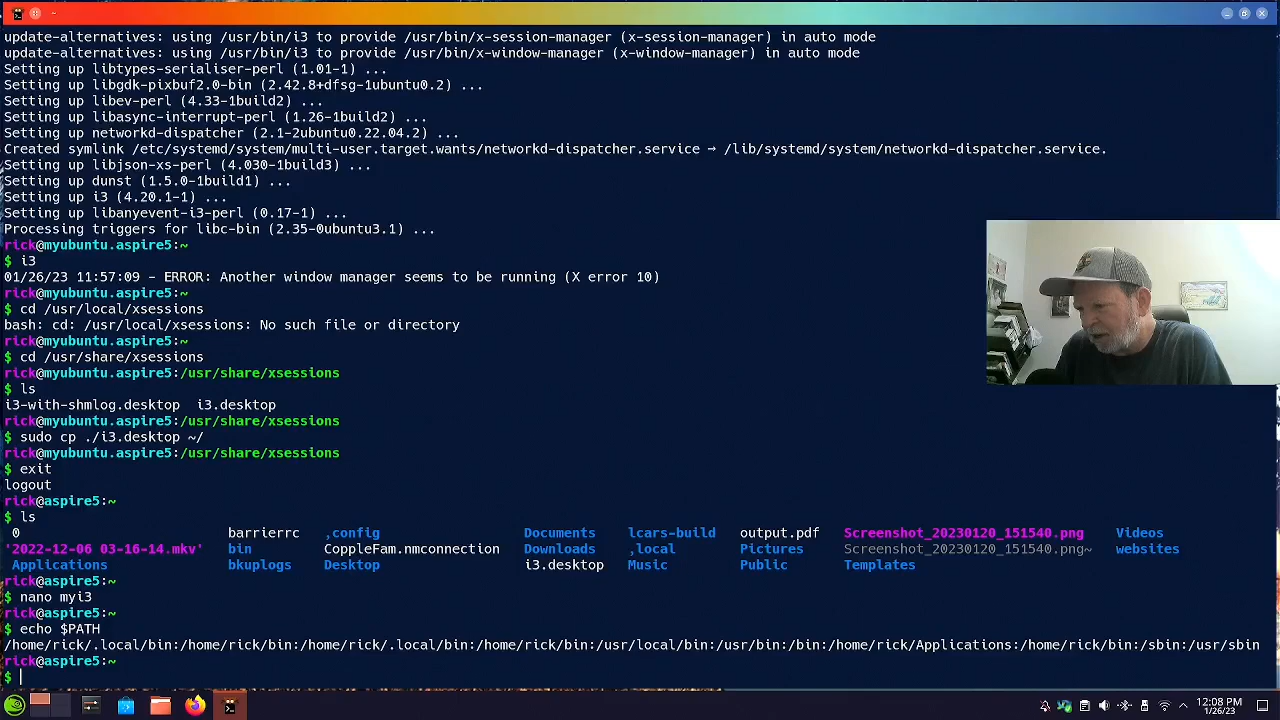 update-alternatives: using /usr/bin/i3 to provide /usr/bin/x-session-manager (x-session-manager) in auto mode
update-alternatives: using /usr/bin/i3 to provide /usr/bin/x-window-manager (x-window-manager) in auto mode
Setting up libtypes-serialiser-perl (1.01-1) ...
Setting up libgdk-pixbuf2.0-bin (2.42.8+dfsg-1ubuntu0.2) ...
Setting up libev-perl (4.33-1build2) ...
Setting up libasync-interrupt-perl (1.26-1build2) ...
Setting up networkd-dispatcher (2.1-2ubuntu0.22.04.2) ...
Created symlink /etc/systemd/system/multi-user.target.wants/networkd-dispatcher.service → /lib/systemd/system/networkd-dispatcher.service.
Setting up libjson-xs-perl (4.030-1build3) ...
Setting up dunst (1.5.0-1build1) ...
Setting up i3 (4.20.1-1) ...
Setting up libanyevent-i3-perl (0.17-1) ...
Processing triggers for libc-bin (2.35-0ubuntu3.1) ...
rick@myubuntu.aspire5:~
$ i3
01/26/23 11:57:09 - ERROR: Another window manager seems to be running (X error 10)
rick@myubuntu.aspire5:~
$ cd /usr/local/xsessions
bash: cd: /usr/local/xsessions: No such file or directory
rick@myubuntu.aspire5:~
$ cd /usr/share/xsessions
rick@myubuntu.aspire5:/usr/share/xsessions
$ ls
i3-with-shmlog.desktop  i3.desktop
rick@myubuntu.aspire5:/usr/share/xsessions
$ sudo cp ./i3.desktop ~/
rick@myubuntu.aspire5:/usr/share/xsessions
$ exit
logout
rick@aspire5:~
$ ls
0 barrierrc ,config Documents lcars-build output.pdf Screenshot_20230120_151540.png Videos
'2022-12-06 03-16-14.mkv' bin CoppleFam.nmconnection Downloads ,local Pictures Screenshot_20230120_151540.png~ websites
Applications bkuplogs Desktop i3.desktop Music Public Templates
rick@aspire5:~
$ nano myi3
rick@aspire5:~
$ echo $PATH
/home/rick/.local/bin:/home/rick/bin:/home/rick/.local/bin:/home/rick/bin:/usr/local/bin:/usr/bin:/bin:/home/rick/Applications:/home/rick/bin:/sbin:/usr/sbin
rick@aspire5:~
$
12:08 PM
1/26/23